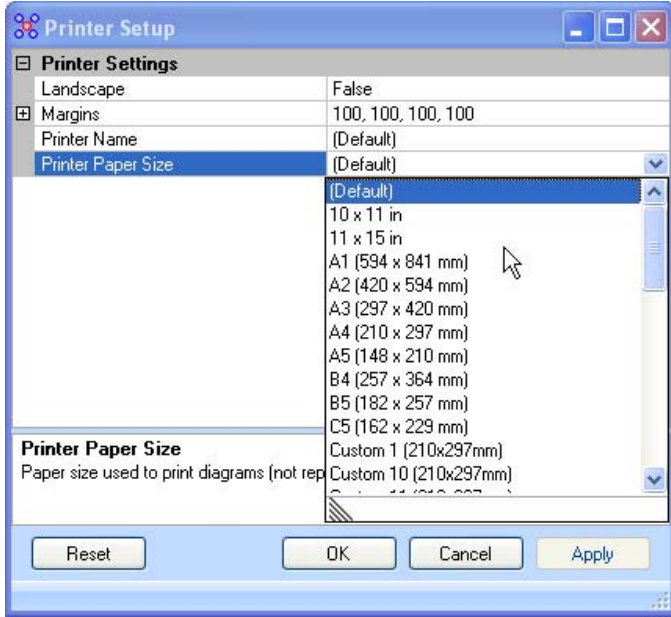 Printer Setup
Printer Settings
Landscape False
Margins 100, 100, 100, 100
Printer Name (Default)
Printer Paper Size (Default)
(Default)
10 x 11 in
11 x 15 in
A1 (594 x 841 mm)
A2 (420 x 594 mm)
A3 (297 x 420 mm)
A4 (210 x 297 mm)
A5 (148 x 210 mm)
B4 (257 x 364 mm)
B5 (182 x 257 mm)
C5 (162 x 229 mm)
Custom 1 (210x297mm)
Custom 10 (210x297mm)
Printer Paper Size
Paper size used to print diagrams (not rep
Reset OK Cancel Apply